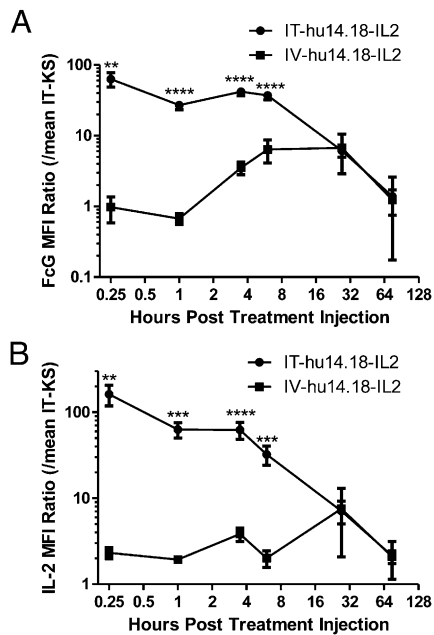 A
IT-hu14.18-IL2
IV-hu14.18-IL2
FcG MFI Ratio (/mean IT-KS)
100
10
1
0.1
**
****
****
****
0.25 0.5 1 2 4 8 16 32 64 128
Hours Post Treatment Injection
B
IT-hu14.18-IL2
IV-hu14.18-IL2
IL-2 MFI Ratio (/mean IT-KS)
100
10
1
**
***
****
***
0.25 0.5 1 2 4 8 16 32 64 128
Hours Post Treatment Injection